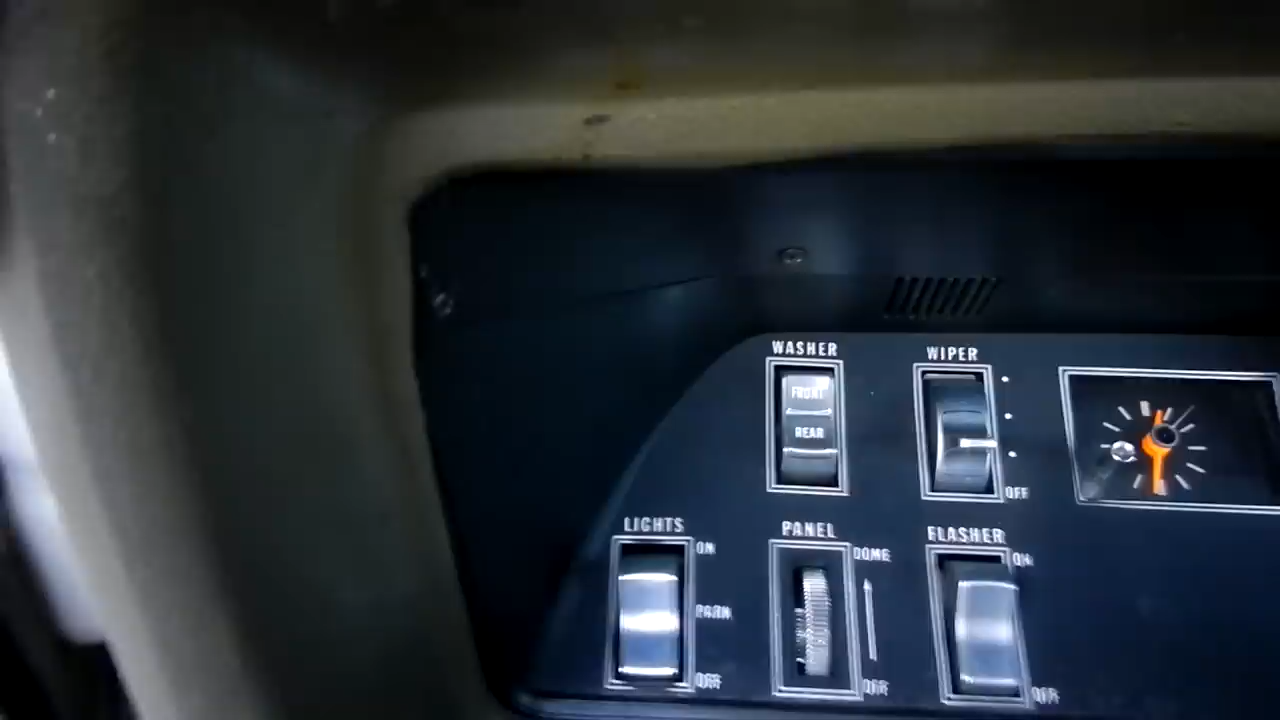 WASHER
WIPER
FRONT
REAR
OFF
LIGHTS
PANEL
FLASHER
ON
DOME
ON
PARK
OFF
OFF
OFF